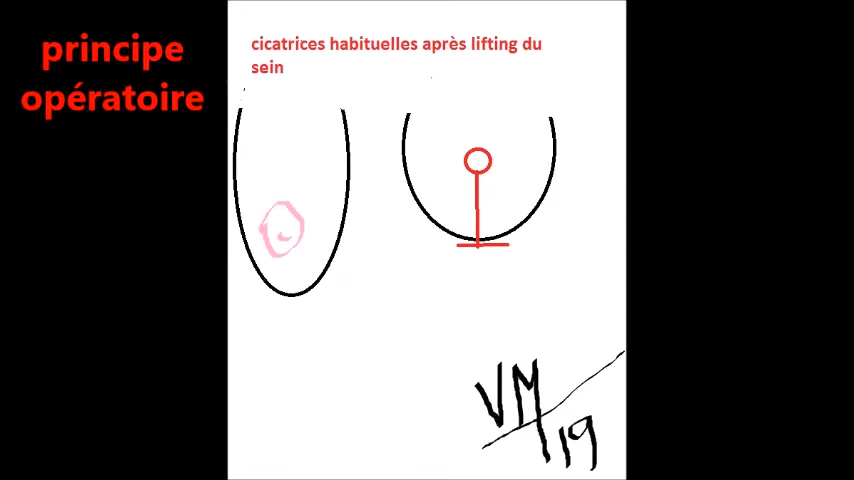 principe
opératoire
cicatrices habituelles après lifting du
sein
VM
19